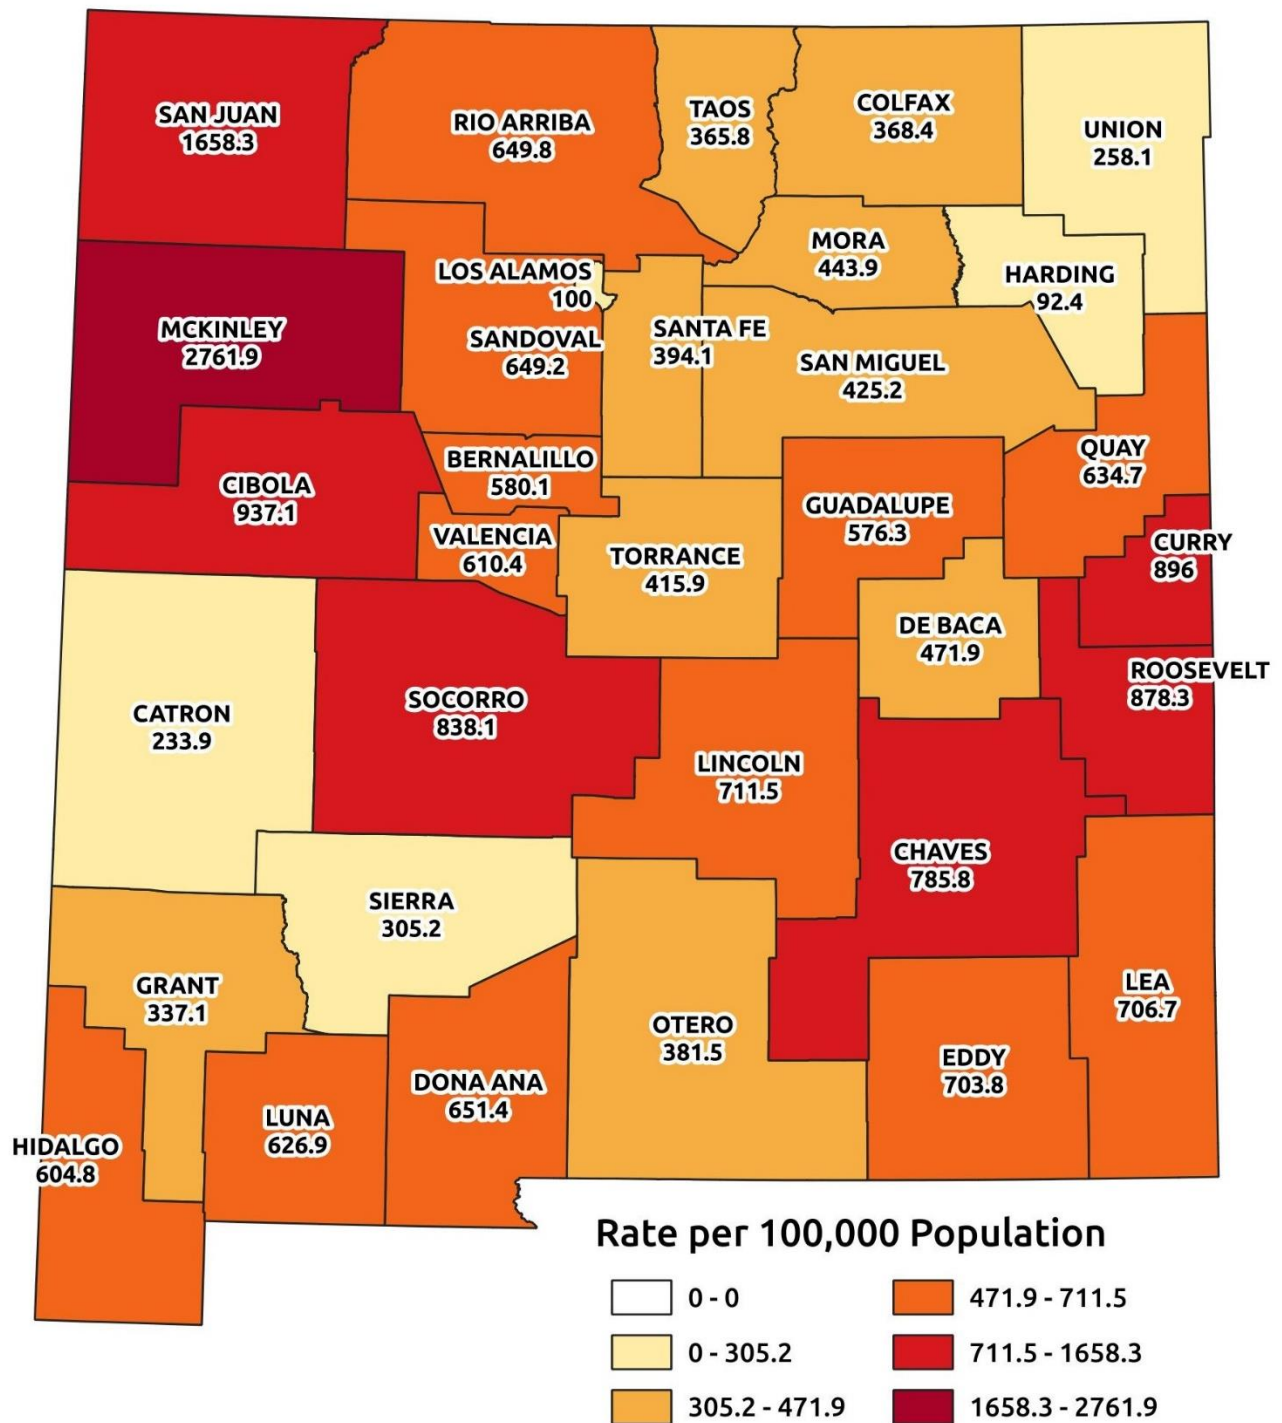 SAN JUAN
1658.3
RIO ARRIBA
649.8
TAOS
365.8
COLFAX
368.4
UNION
258.1
MORA
443.9
HARDING
92.4
LOS ALAMOS
100
MCKINLEY
2761.9
SANDOVAL
649.2
SANTA FE
394.1
SAN MIGUEL
425.2
QUAY
634.7
CIBOLA
937.1
BERNALILLO
580.1
GUADALUPE
576.3
VALENCIA
610.4
TORRANCE
415.9
CURRY
896
DE BACA
471.9
ROOSEVELT
878.3
CATRON
233.9
SOCORRO
838.1
LINCOLN
711.5
CHAVES
785.8
SIERRA
305.2
GRANT
337.1
LEA
706.7
OTERO
381.5
EDDY
703.8
DONA ANA
651.4
LUNA
626.9
HIDALGO
604.8
Rate per 100,000 Population
0 - 0
0 - 305.2
305.2 - 471.9
471.9 - 711.5
711.5 - 1658.3
1658.3 - 2761.9